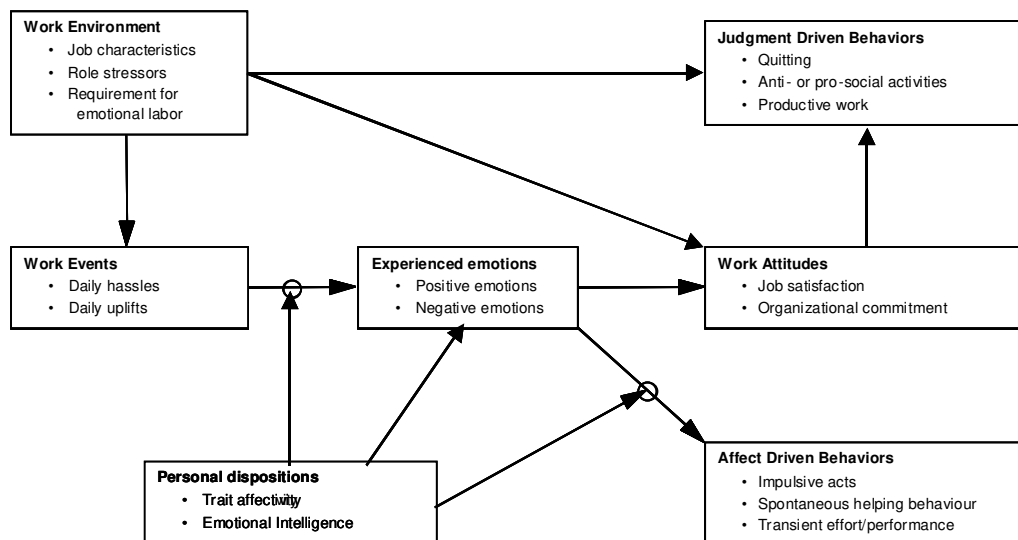 Work Environment
• Job characteristics
• Role stressors
• Requirement for
emotional labor
Judgment Driven Behaviors
• Quitting
• Anti- or pro-social activities
• Productive work
Work Events
• Daily hassles
• Daily uplifts
Experienced emotions
• Positive emotions
• Negative emotions
Work Attitudes
• Job satisfaction
• Organizational commitment
Personal dispositions
• Trait affectivity
• Emotional Intelligence
Affect Driven Behaviors
• Impulsive acts
• Spontaneous helping behaviour
• Transient effort/performance